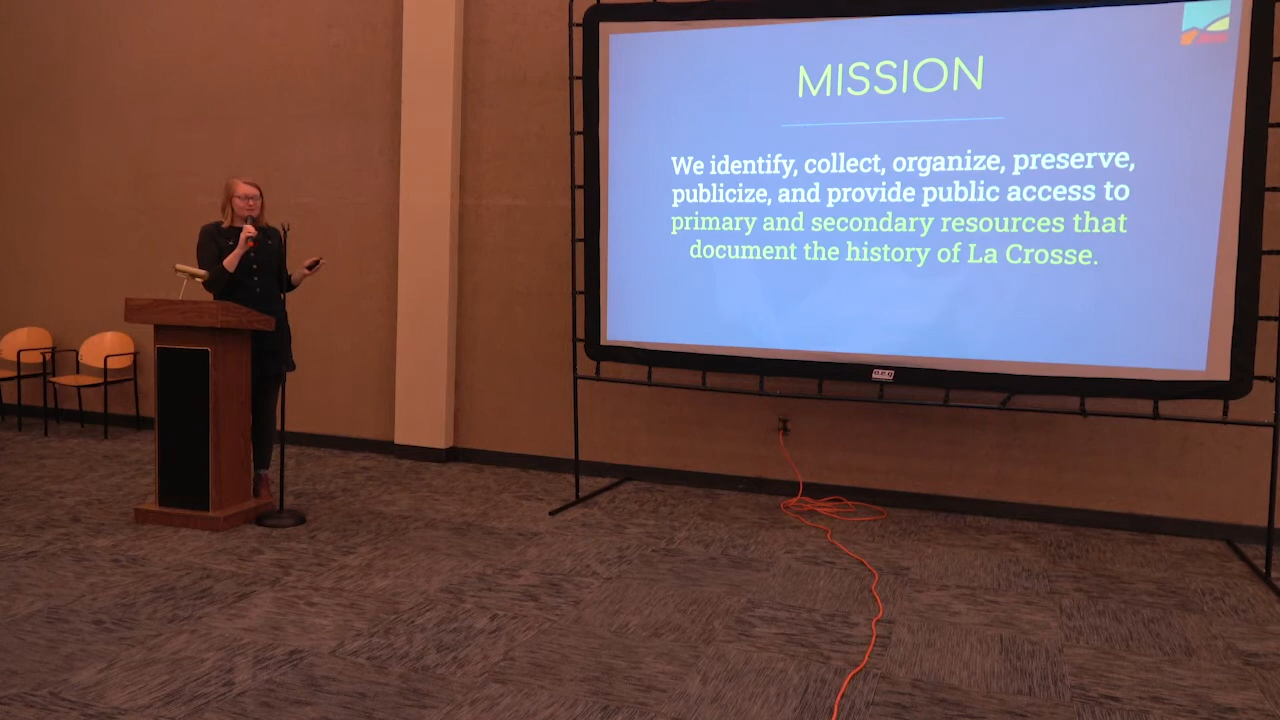 MISSION
We identify, collect, organize, preserve,
publicize, and provide public access to
primary and secondary resources that
document the history of La Crosse.